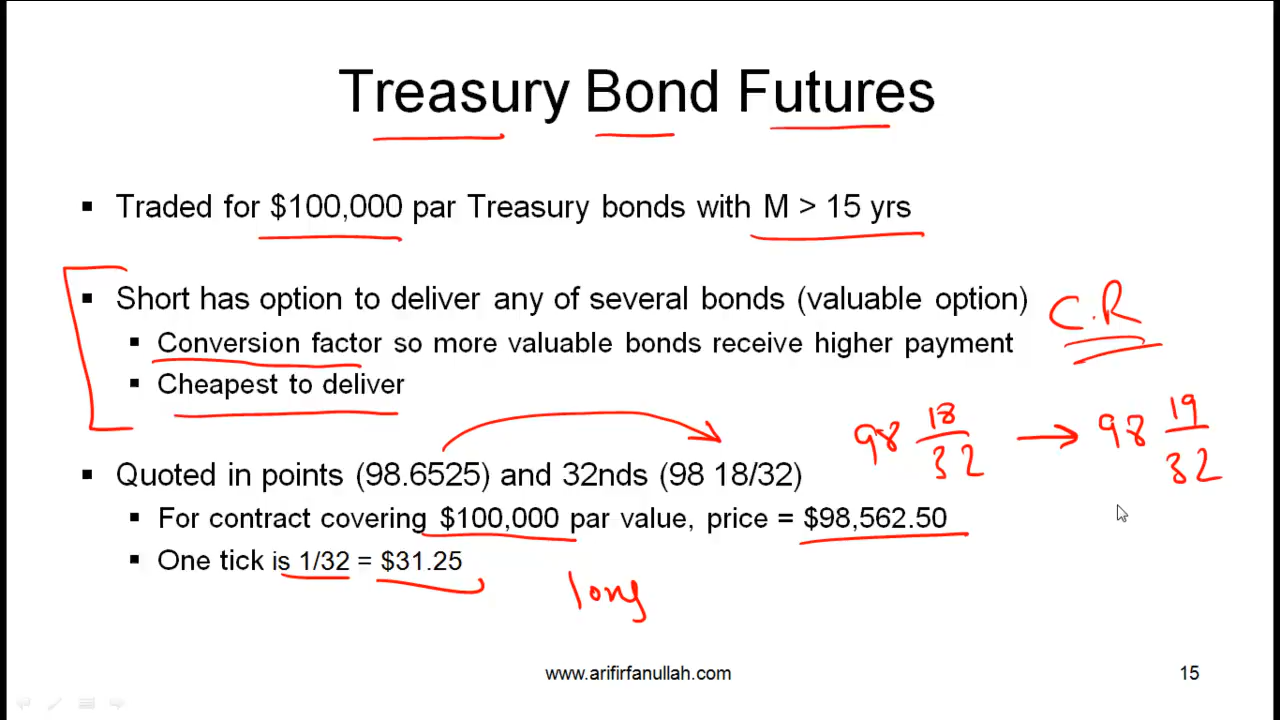 Treasury Bond Futures
▪ Traded for $100,000 par Treasury bonds with M > 15 yrs
▪ Short has option to deliver any of several bonds (valuable option)
C.R
▪ Conversion factor so more valuable bonds receive higher payment
▪ Cheapest to deliver
98 18/32 → 98 19/32
▪ Quoted in points (98.6525) and 32nds (98 18/32)
▪ For contract covering $100,000 par value, price = $98,562.50
▪ One tick is 1/32 = $31.25
long
www.arifirfanullah.com
15